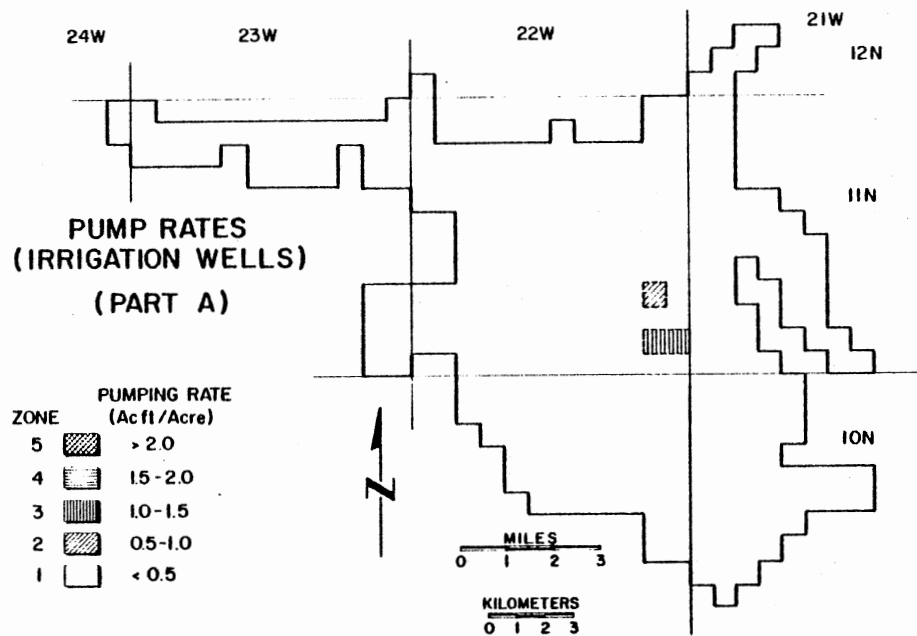 24W 23W 22W 21W
12N
11N
PUMP RATES
(IRRIGATION WELLS)
(PART A)
PUMPING RATE
ZONE (Acft/Acre)
5 > 2.0
4 1.5-2.0
3 1.0-1.5
2 0.5-1.0
1 < 0.5
N
10N
MILES
0 1 2 3
KILOMETERS
0 1 2 3